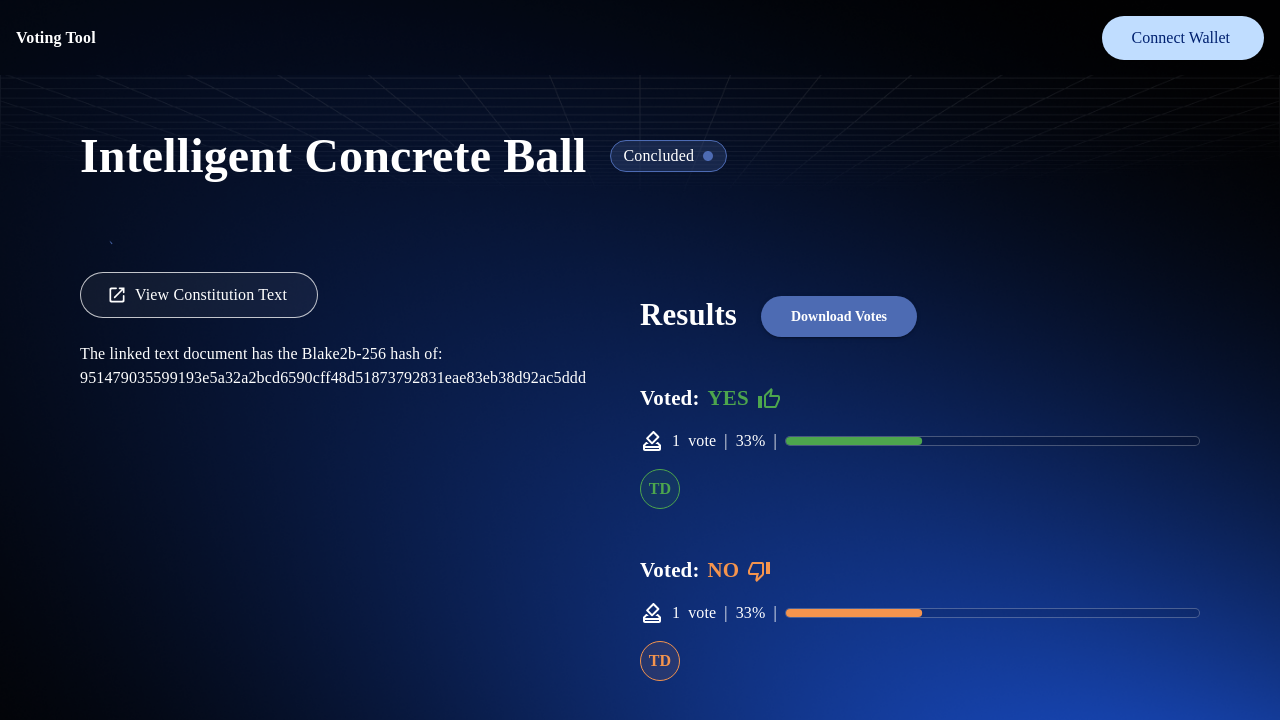 Voting Tool
Connect Wallet
Intelligent Concrete Ball
Concluded
、
View Constitution Text
The linked text document has the Blake2b-256 hash of:
951479035599193e5a32a2bcd6590cff48d51873792831eae83eb38d92ac5ddd
Results
Download Votes
Voted: YES
1 vote | 33% |
TD
Voted: NO
1 vote | 33% |
TD